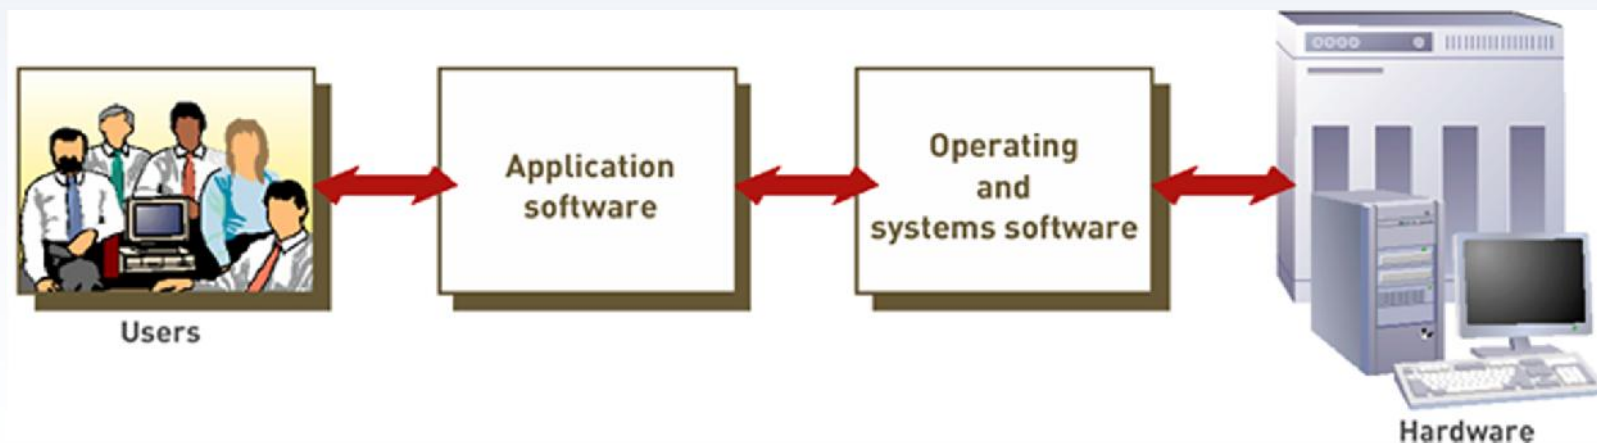 Application
software
Operating
and
systems software
Users
Hardware